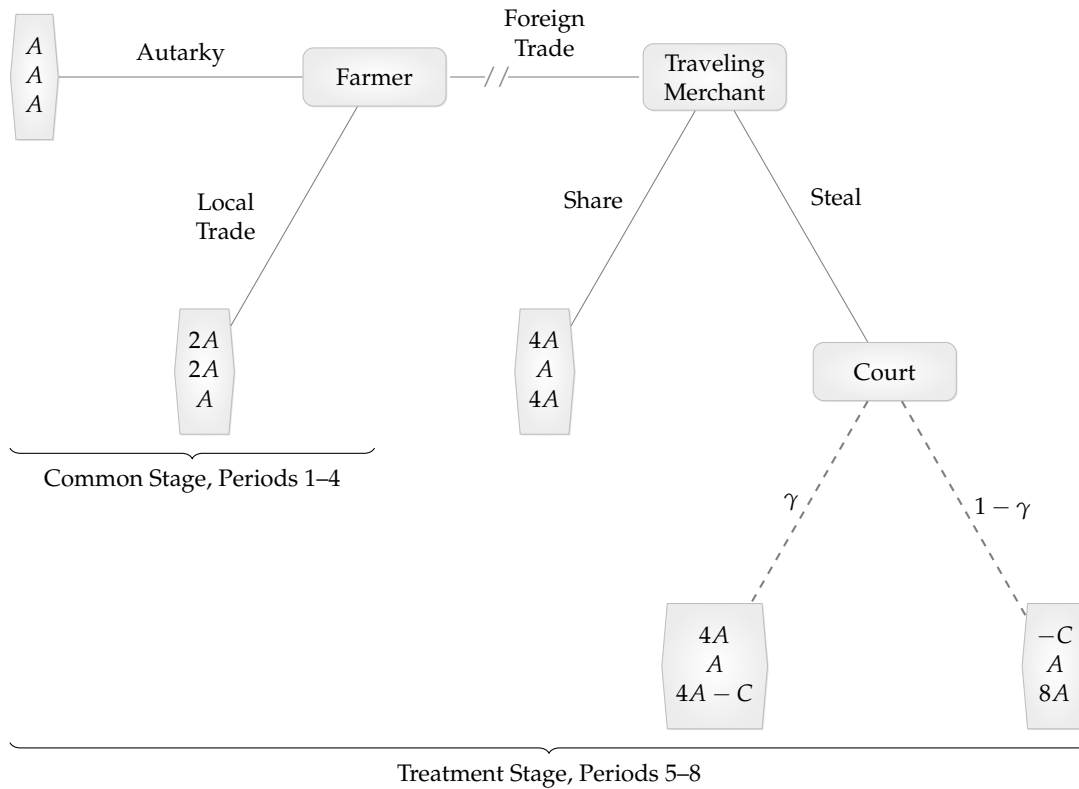 A
A
A
Autarky
Farmer
Foreign
Trade
Traveling
Merchant
Local
Trade
Share
Steal
2A
2A
A
4A
A
4A
Court
Common Stage, Periods 1–4
γ
1 − γ
4A
A
4A − C
−C
A
8A
Treatment Stage, Periods 5–8